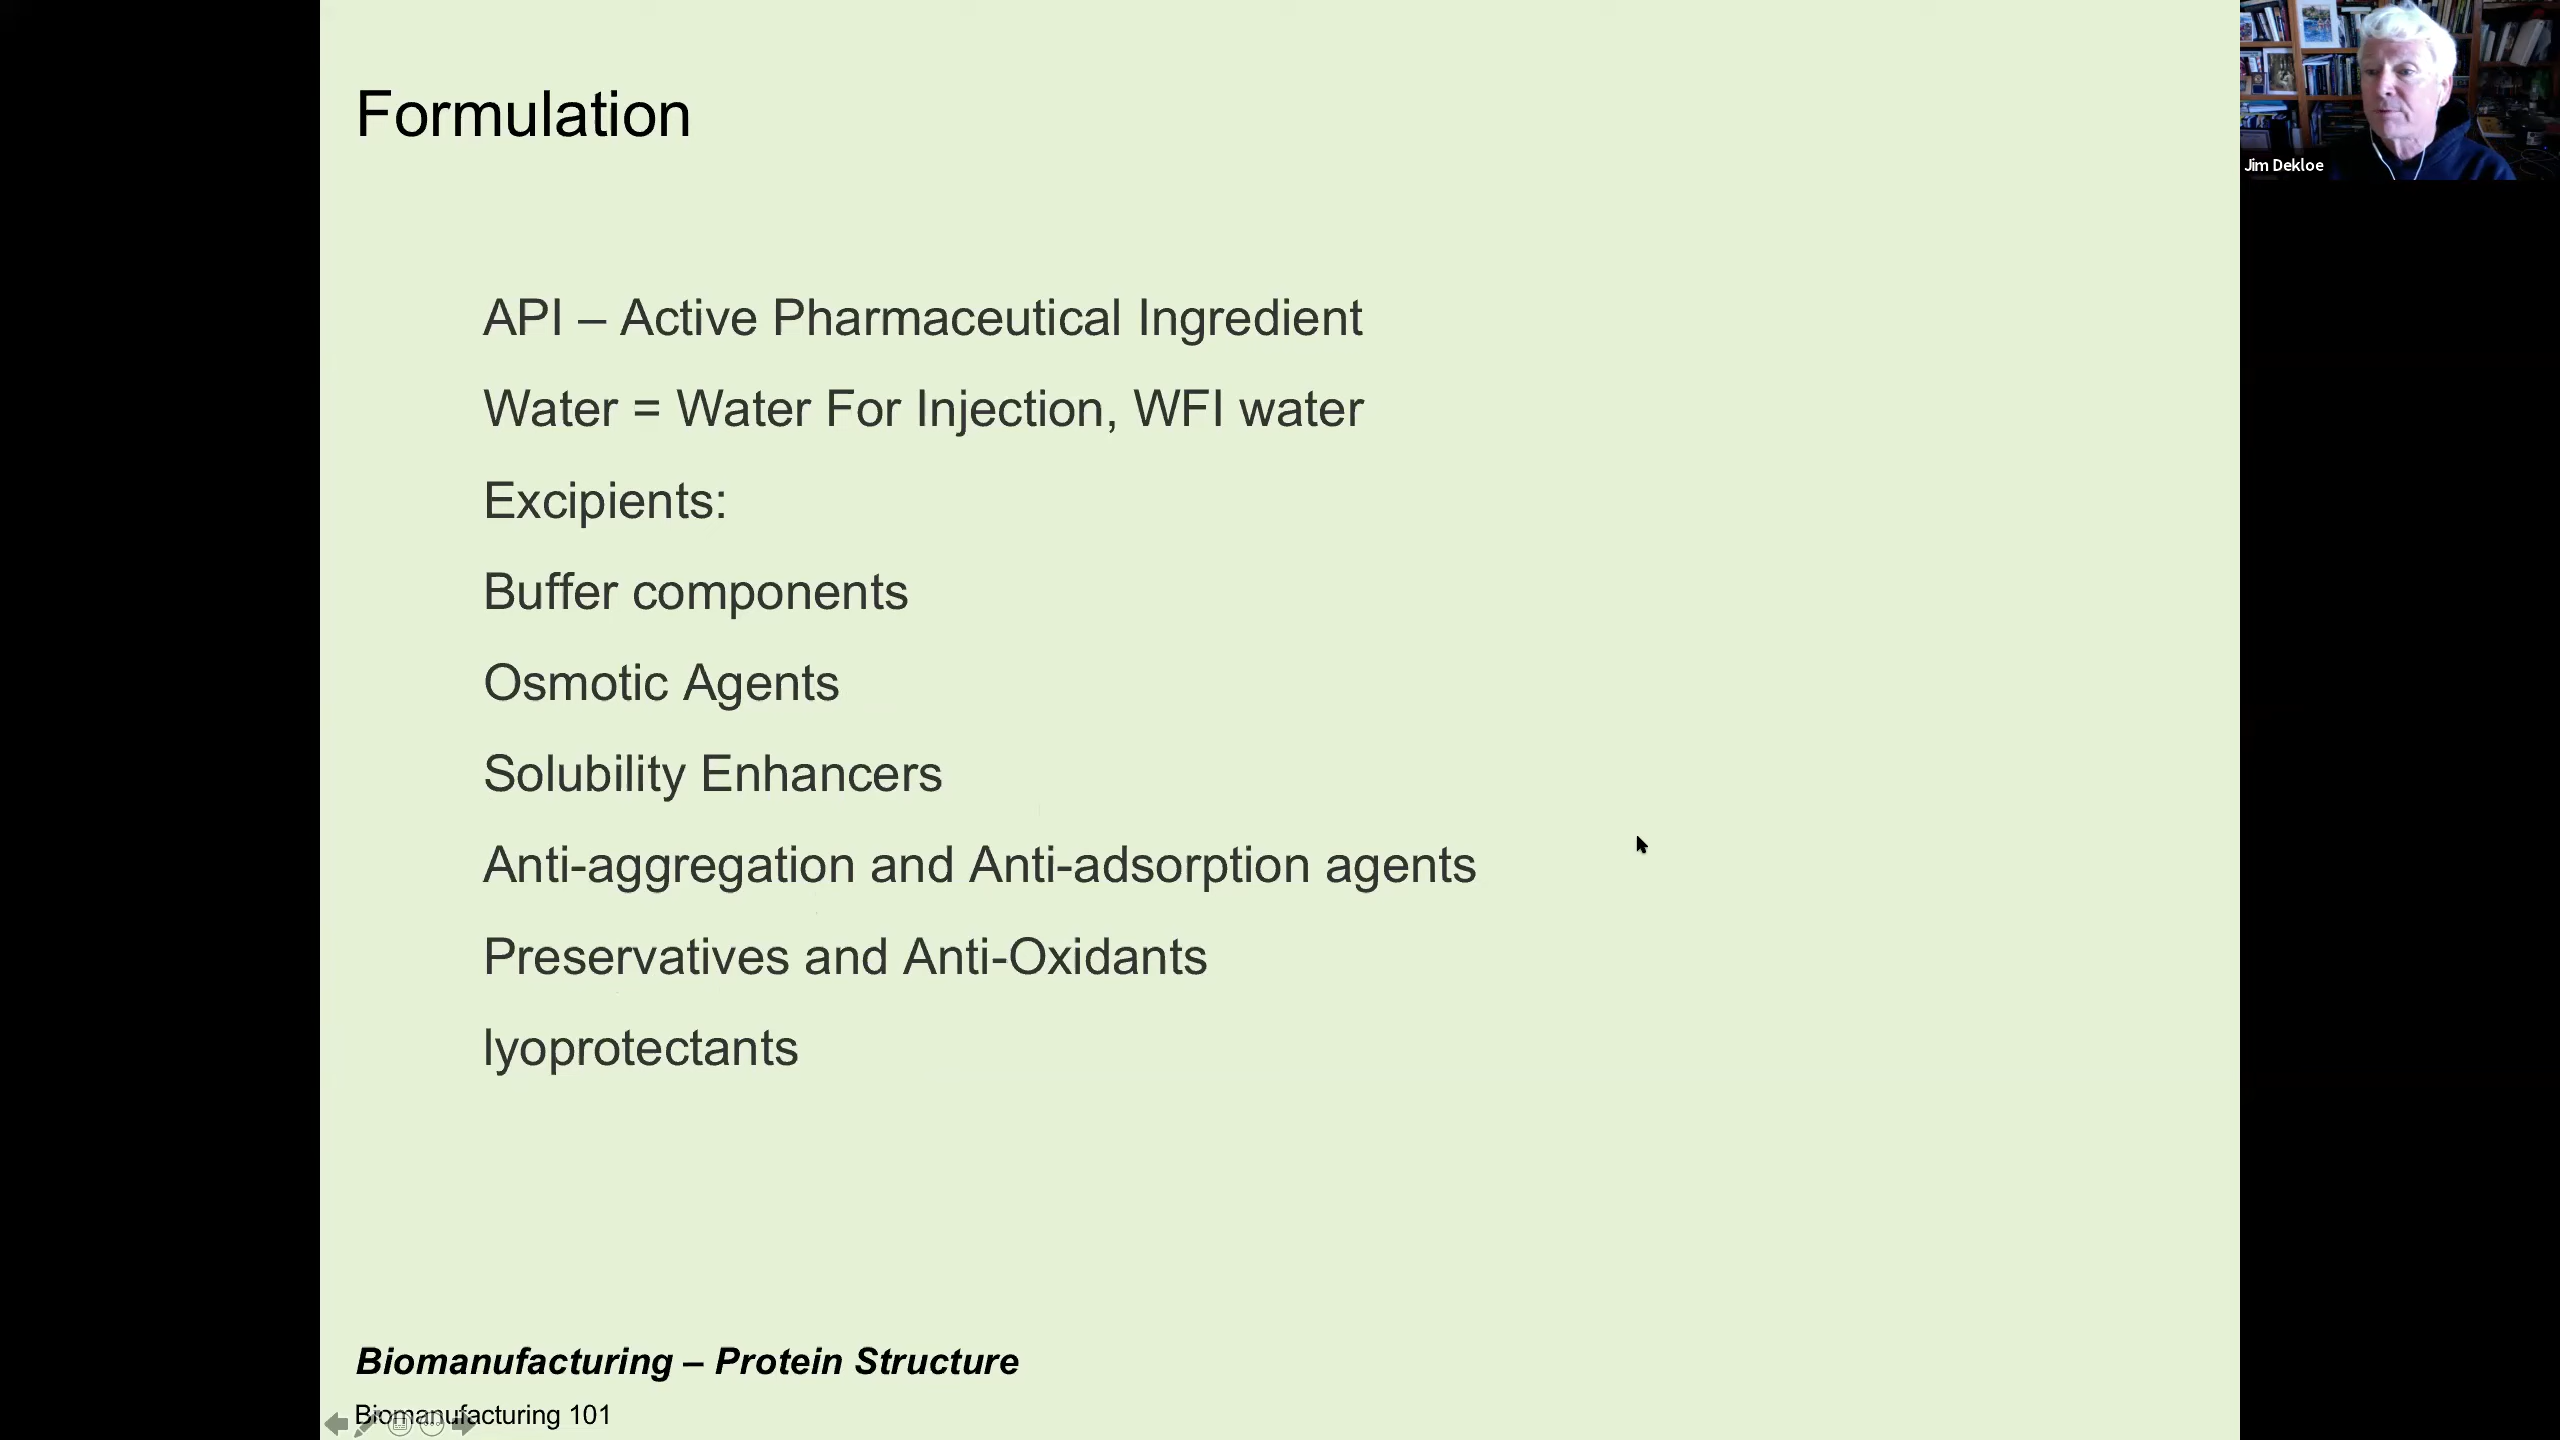 Formulation
Jim Dekloe
API – Active Pharmaceutical Ingredient
Water = Water For Injection, WFI water
Excipients:
Buffer components
Osmotic Agents
Solubility Enhancers
Anti-aggregation and Anti-adsorption agents
Preservatives and Anti-Oxidants
lyoprotectants
Biomanufacturing – Protein Structure
Biomanufacturing 101